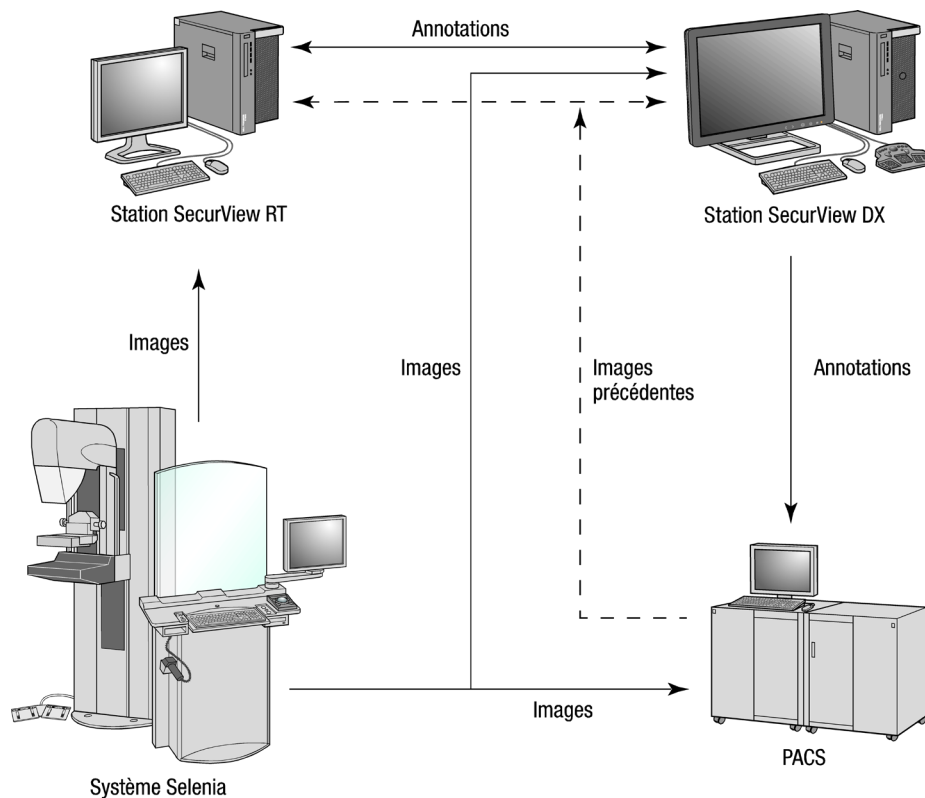 Annotations
Station SecurView RT
Station SecurView DX
Images
Images
Images
précédentes
Annotations
Images
PACS
Système Selenia